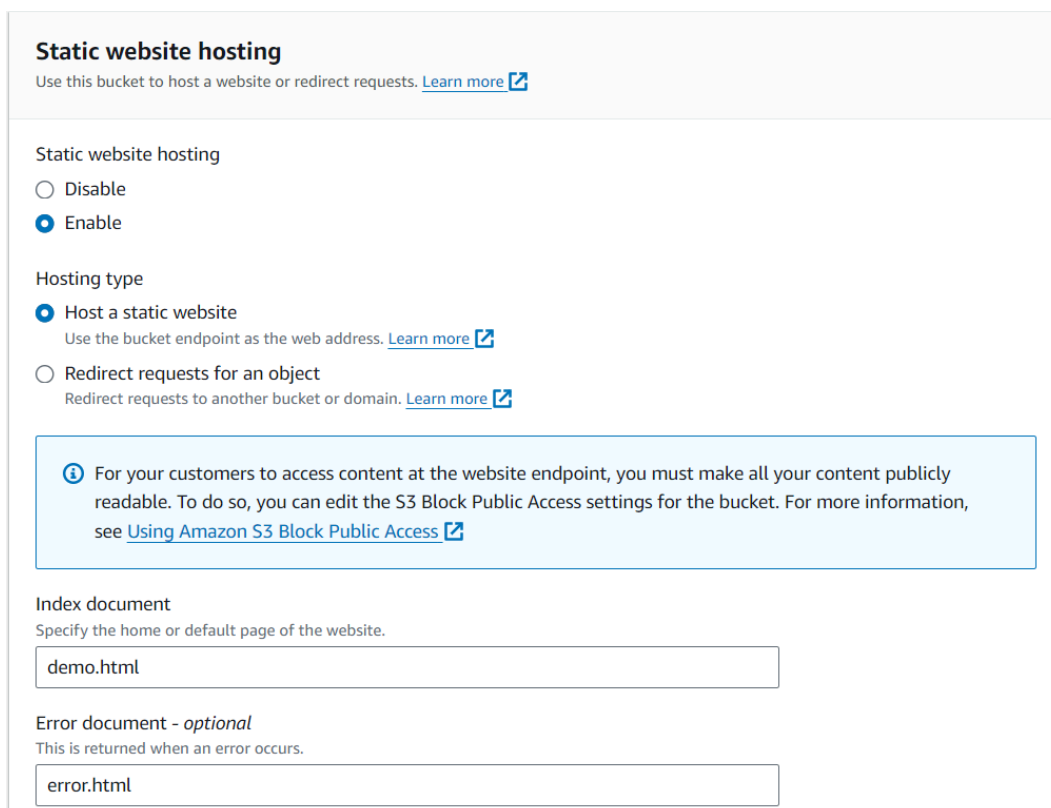 Static website hosting
Use this bucket to host a website or redirect requests. Learn more
Static website hosting
Disable
Enable
Hosting type
Host a static website
Use the bucket endpoint as the web address. Learn more
Redirect requests for an object
Redirect requests to another bucket or domain. Learn more
For your customers to access content at the website endpoint, you must make all your content publicly
readable. To do so, you can edit the S3 Block Public Access settings for the bucket. For more information,
see Using Amazon S3 Block Public Access
Index document
Specify the home or default page of the website.
demo.html
Error document - optional
This is returned when an error occurs.
error.html